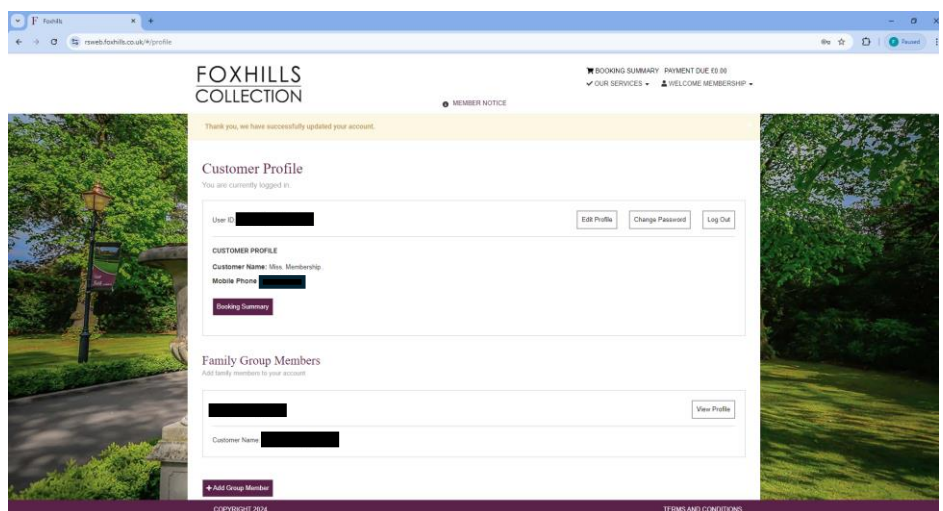 Foxhills
rsweb.foxhills.co.uk/#/profile
Paused
FOXHILLS
COLLECTION
BOOKING SUMMARY PAYMENT DUE £0.00
OUR SERVICES WELCOME MEMBERSHIP
MEMBER NOTICE
Thank you, we have successfully updated your account.
Customer Profile
You are currently logged in.
User ID:
Edit Profile Change Password Log Out
CUSTOMER PROFILE
Customer Name: Miss. Membership
Mobile Phone
Booking Summary
Family Group Members
Add family members to your account
View Profile
Customer Name:
+ Add Group Member
COPYRIGHT 2024 TERMS AND CONDITIONS